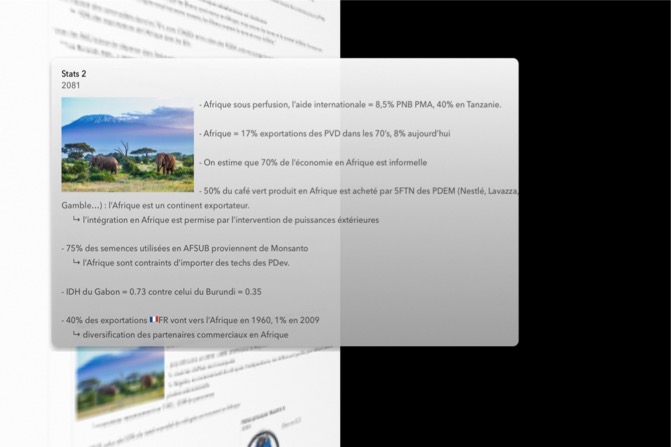 Stats 2
2081
- Afrique sous perfusion, l'aide internationale = 8,5% PNB PMA, 40% en Tanzanie.
- Afrique = 17% exportations des PVD dans les 70's, 8% aujourd'hui
- On estime que 70% de l'économie en Afrique est informelle
- 50% du café vert produit en Afrique est acheté par 5FTN des PDEM (Nestlé, Lavazza,
Gamble...) : l'Afrique est un continent exportateur.
↳ l'intégration en Afrique est permise par l'intervention de puissances éxtérieures
- 75% des semences utilisées en AFSUB proviennent de Monsanto
↳ l'Afrique sont contraints d'importer des techs des PDev.
- IDH du Gabon = 0.73 contre celui du Burundi = 0.35
- 40% des exportations 🇫🇷FR vont vers l'Afrique en 1960, 1% en 2009
↳ diversification des partenaires commerciaux en Afrique